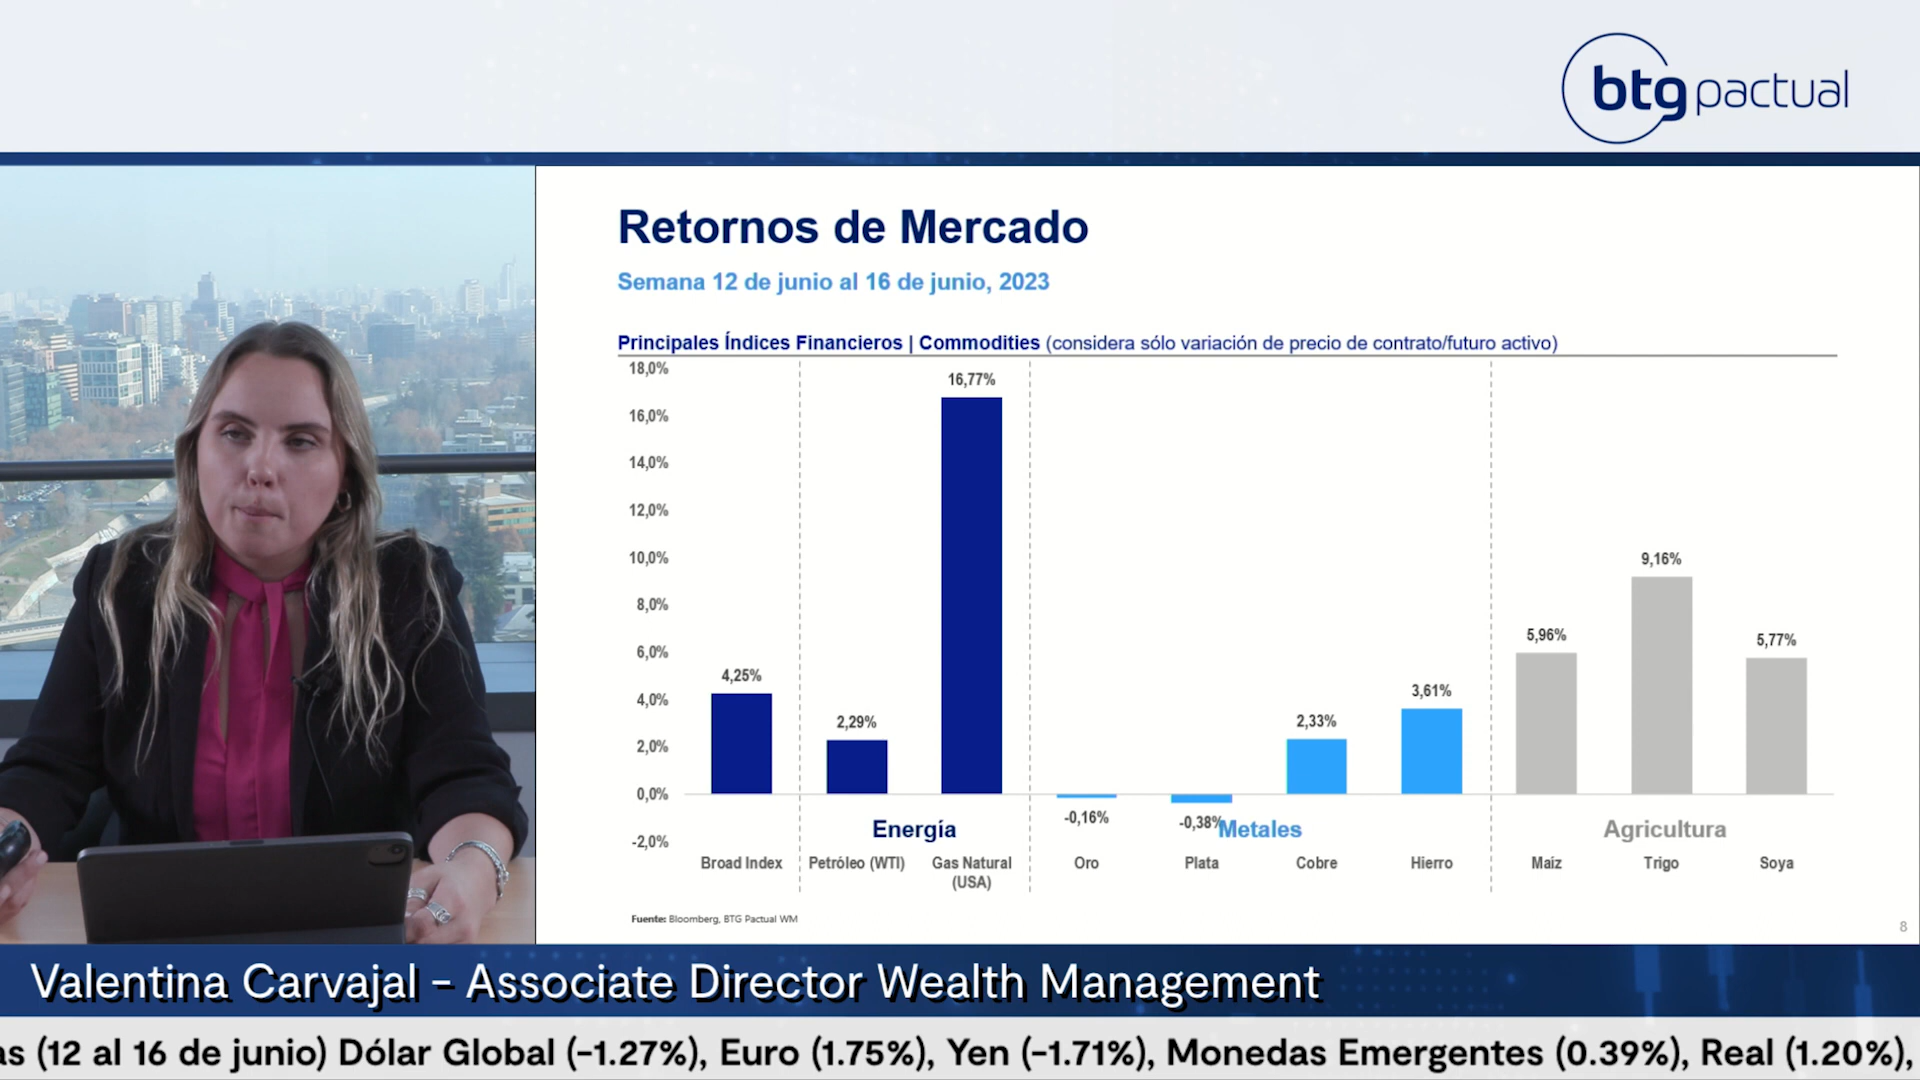 btg pactual
Retornos de Mercado
Semana 12 de junio al 16 de junio, 2023
Principales Índices Financieros | Commodities (considera sólo variación de precio de contrato/futuro activo)
18,0%
16,0%
14,0%
12,0%
10,0%
8,0%
6,0%
4,0%
2,0%
0,0%
-2,0%
4,25%
2,29%
16,77%
-0,16%
-0,38%
2,33%
3,61%
5,96%
9,16%
5,77%
Energía
Metales
Agricultura
Broad Index
Petróleo (WTI)
Gas Natural
(USA)
Oro
Plata
Cobre
Hierro
Maíz
Trigo
Soya
Fuente: Bloomberg, BTG Pactual WM
8
Valentina Carvajal - Associate Director Wealth Management
as (12 al 16 de junio) Dólar Global (-1.27%), Euro (1.75%), Yen (-1.71%), Monedas Emergentes (0.39%), Real (1.20%),